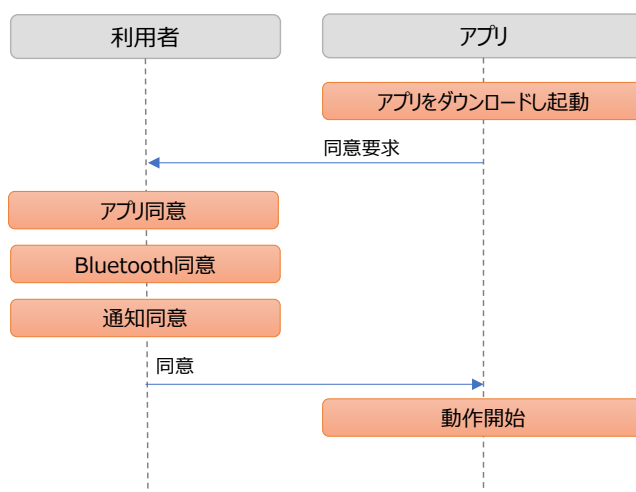 利用者
アプリ
アプリをダウンロードし起動
同意要求
アプリ同意
Bluetooth同意
通知同意
同意
動作開始